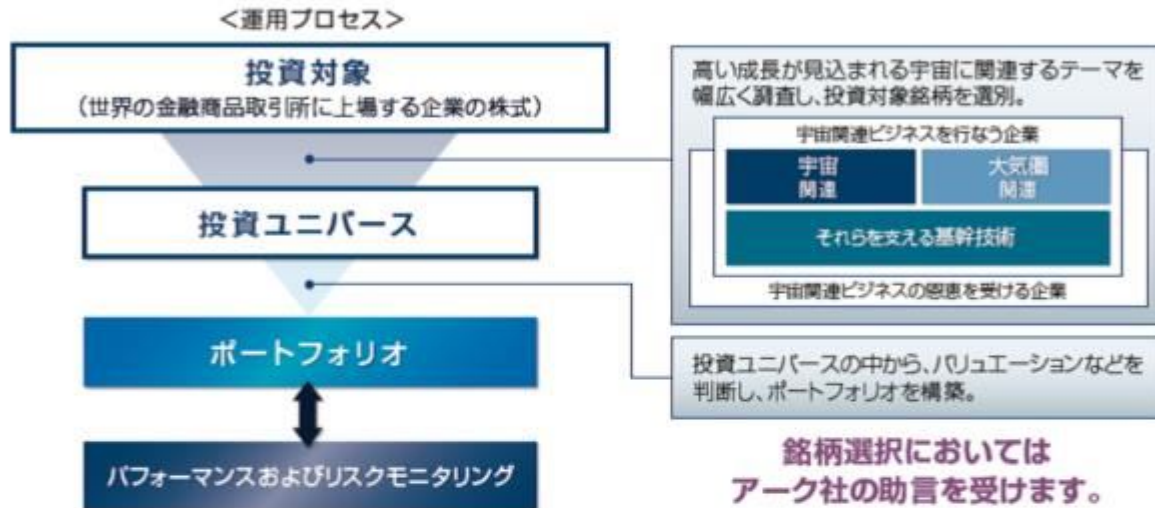 <運用プロセス>
投資対象
(世界の金融商品取引所に上場する企業の株式)
投資ユニバース
ポートフォリオ
パフォーマンスおよびリスクモニタリング
高い成長が見込まれる宇宙に関連するテーマを
幅広く調査し、投資対象銘柄を選別。
宇宙関連ビジネスを行なう企業
宇宙
関連
大気圏
関連
それらを支える基幹技術
宇宙関連ビジネスの恩恵を受ける企業
投資ユニバースの中から、バリュエーションなどを
判断し、ポートフォリオを構築。
銘柄選択においては
アーク社の助言を受けます。